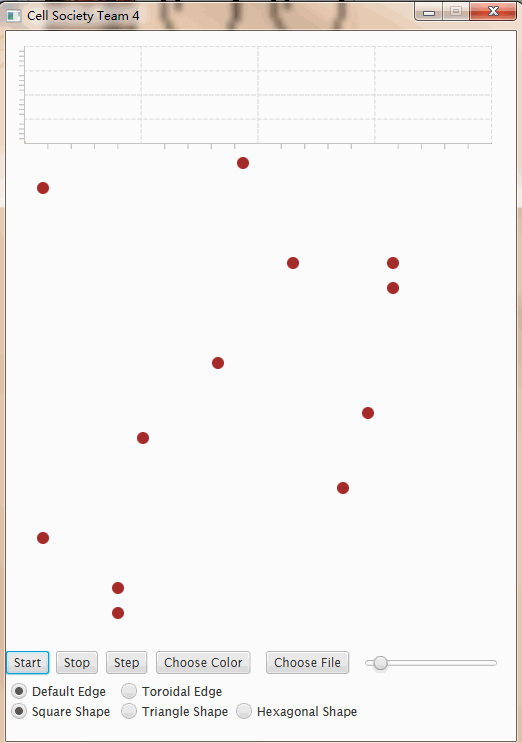 Cell Society Team 4
Start Stop Step Choose Color Choose File
Default Edge Toroidal Edge
Square Shape Triangle Shape Hexagonal Shape